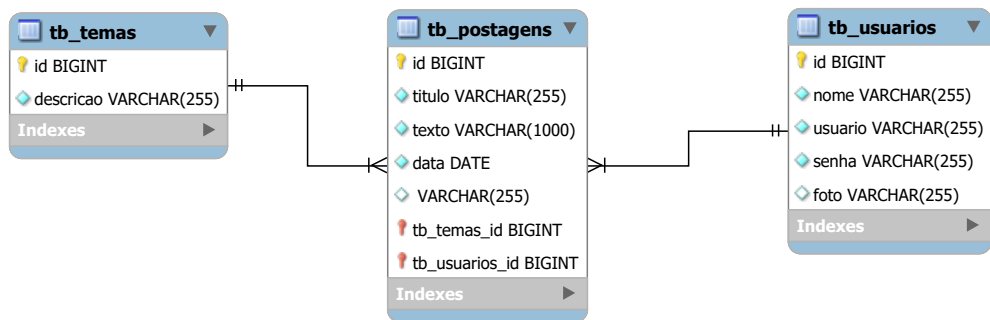 tb_temas
id BIGINT
descricao VARCHAR(255)
Indexes
tb_postagens
id BIGINT
titulo VARCHAR(255)
texto VARCHAR(1000)
data DATE
VARCHAR(255)
tb_temas_id BIGINT
tb_usuarios_id BIGINT
Indexes
tb_usuarios
id BIGINT
nome VARCHAR(255)
usuario VARCHAR(255)
senha VARCHAR(255)
foto VARCHAR(255)
Indexes